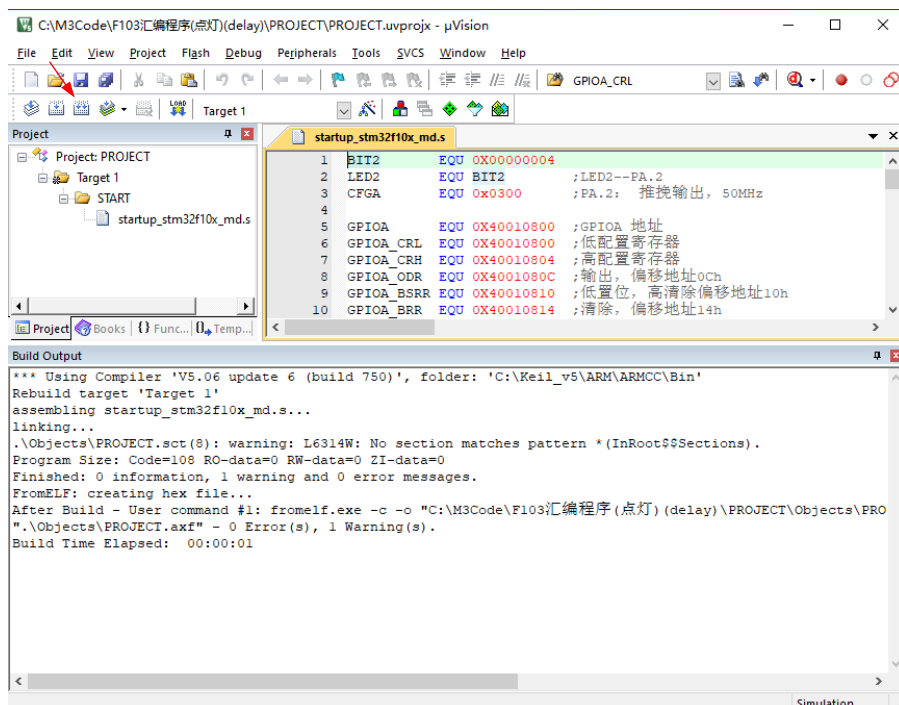 C:\M3Code\F103汇编程序(点灯)(delay)\PROJECT\PROJECT.uvprojx - µVision
File Edit View Project Flash Debug Peripherals Tools SVCS Window Help
GPIOA_CRL
LOAD Target 1
Project
Project: PROJECT
Target 1
START
startup_stm32f10x_md.s
Project Books {} Func... 0 Temp...
startup_stm32f10x_md.s
1 BIT2 EQU 0X00000004
2 LED2 EQU BIT2 ;LED2--PA.2
3 CFGA EQU 0x0300 ;PA.2: 推挽输出，50MHz
4
5 GPIOA EQU 0X40010800 ;GPIOA 地址
6 GPIOA_CRL EQU 0X40010800 ;低配置寄存器
7 GPIOA_CRH EQU 0X40010804 ;高配置寄存器
8 GPIOA_ODR EQU 0X4001080C ;输出，偏移地址0Ch
9 GPIOA_BSRR EQU 0X40010810 ;低置位，高清除偏移地址10h
10 GPIOA_BRR EQU 0X40010814 ;清除，偏移地址14h
Build Output
*** Using Compiler 'V5.06 update 6 (build 750)', folder: 'C:\Keil_v5\ARM\ARMCC\Bin'
Rebuild target 'Target 1'
assembling startup_stm32f10x_md.s...
linking...
.\Objects\PROJECT.sct(8): warning: L6314W: No section matches pattern *(InRoot$$Sections).
Program Size: Code=108 RO-data=0 RW-data=0 ZI-data=0
Finished: 0 information, 1 warning and 0 error messages.
FromELF: creating hex file...
After Build - User command #1: fromelf.exe -c -o "C:\M3Code\F103汇编程序(点灯)(delay)\PROJECT\Objects\PRO
".\Objects\PROJECT.axf" - 0 Error(s), 1 Warning(s).
Build Time Elapsed: 00:00:01
Simulation